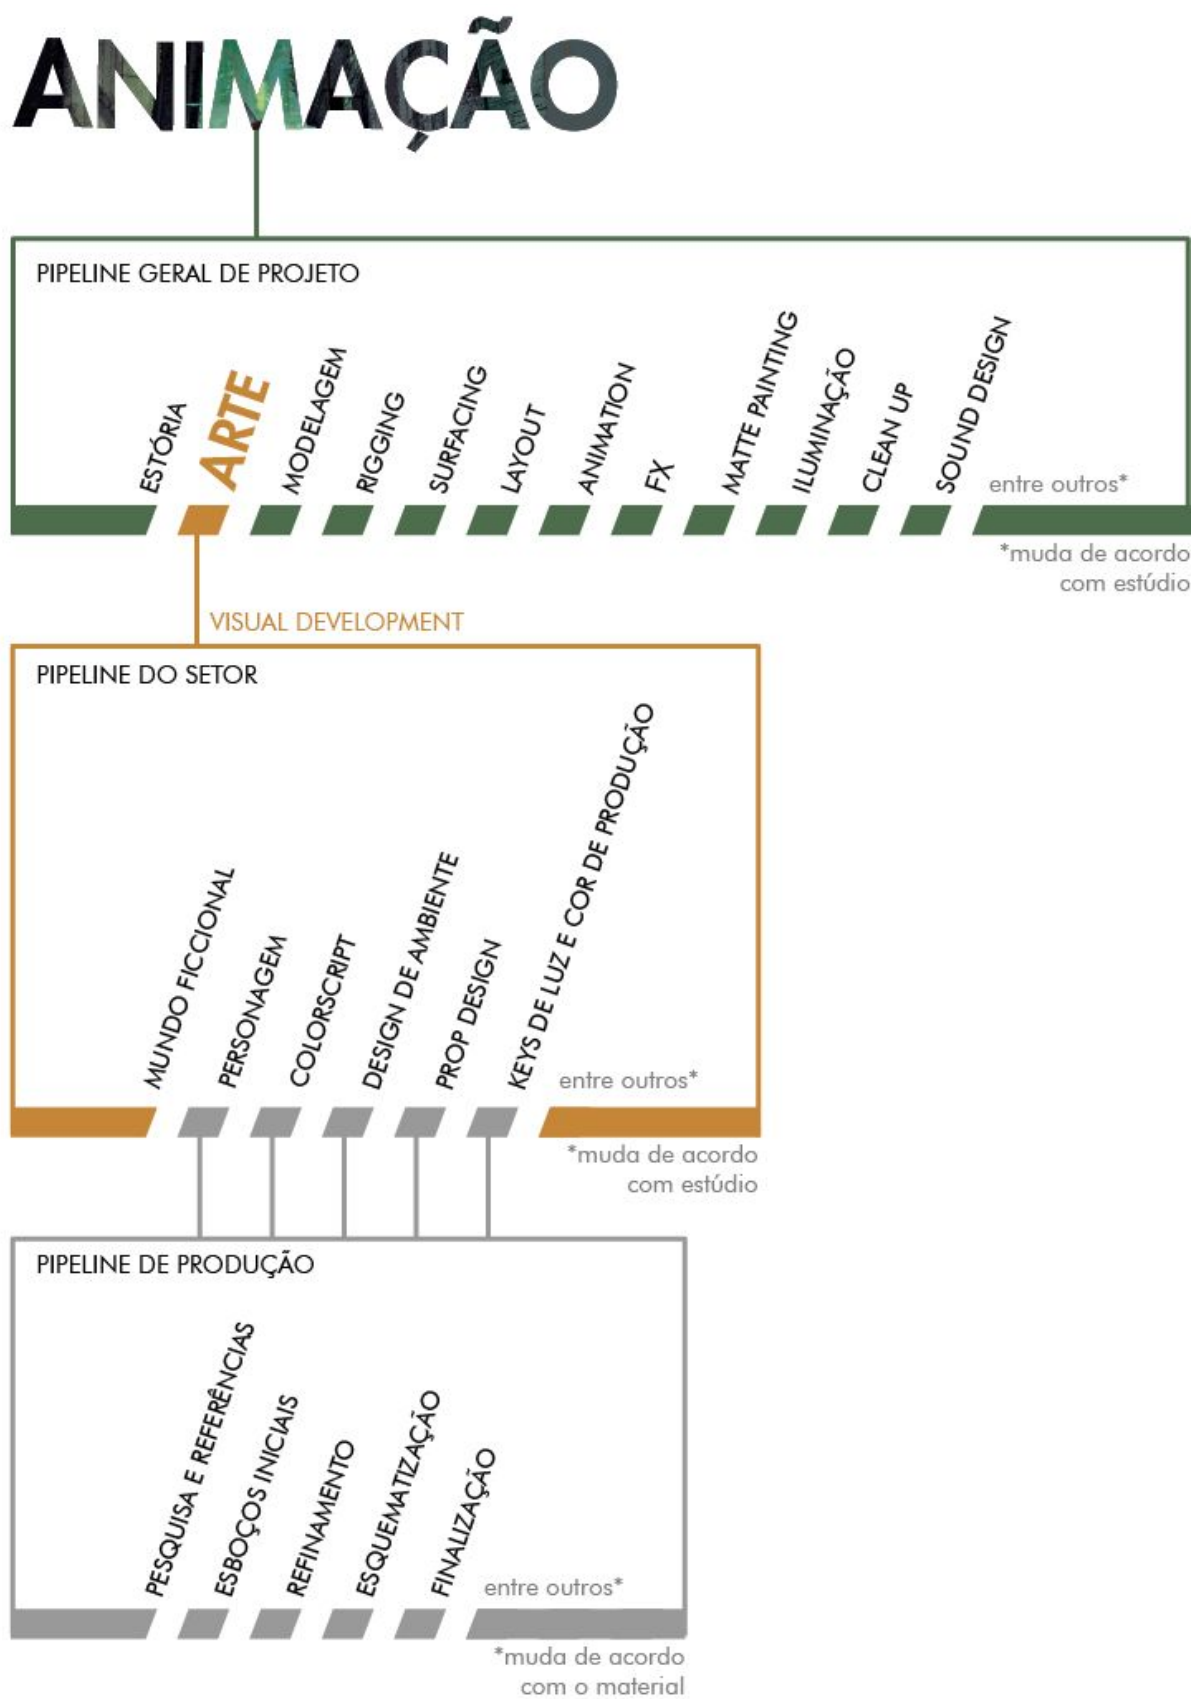 ANIMAÇÃO
PIPELINE GERAL DE PROJETO
ESTÓRIA
ARTE
MODELAGEM
RIGGING
SURFACING
LAYOUT
ANIMATION
FX
MATTE PAINTING
ILUMINAÇÃO
CLEAN UP
SOUND DESIGN
entre outros*
*muda de acordo
com estúdio
VISUAL DEVELOPMENT
PIPELINE DO SETOR
MUNDO FICCIONAL
PERSONAGEM
COLORSCRIPT
DESIGN DE AMBIENTE
PROP DESIGN
KEYS DE LUZ E COR DE PRODUÇÃO
entre outros*
*muda de acordo
com estúdio
PIPELINE DE PRODUÇÃO
PESQUISA E REFERÊNCIAS
ESBOÇOS INICIAIS
REFINAMENTO
ESQUEMATIZAÇÃO
FINALIZAÇÃO
entre outros*
*muda de acordo
com o material